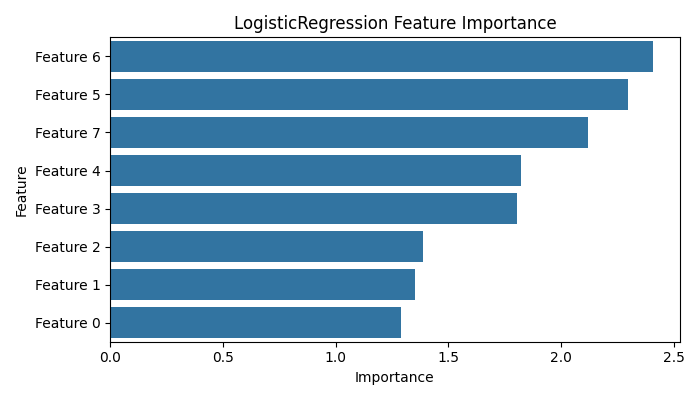 LogisticRegression Feature Importance
Feature 6
Feature 5
Feature 7
Feature 4
Feature 3
Feature 2
Feature 1
Feature 0
Feature
0.0 0.5 1.0 1.5 2.0 2.5
Importance